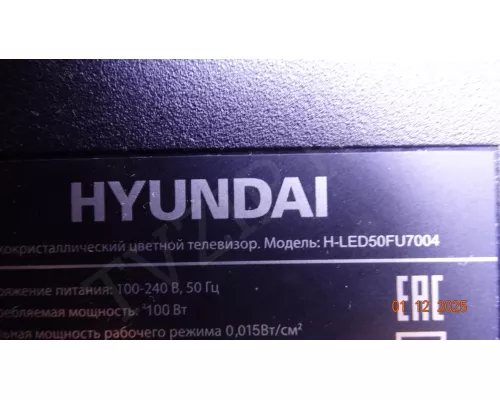 HYUNDAI
кокристаллический цветной телевизор. Модель: H-LED50FU7004
ряжение питания: 100-240 В, 50 Гц
ребляемая мощность: 100 Вт
льная мощность рабочего режима 0,015Вт/см²
EAC
01 12 2025